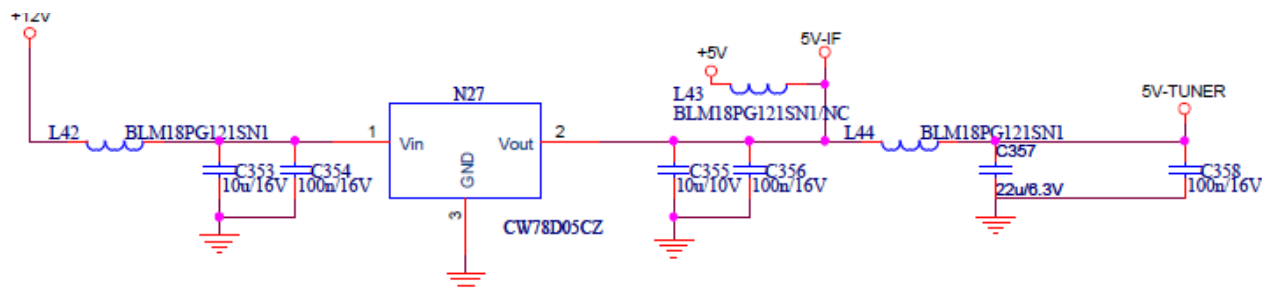 +12V
5V-IF
+5V
N27
L43
BLM18PG121SN1/NC
5V-TUNER
L42
BLM18PG121SN1
1
Vin
Vout
2
L44
BLM18PG121SN1
C353
10u/16V
C354
100n/16V
GND
C355
10u/10V
C356
100n/16V
C357
22u/6.3V
C358
100n/16V
3
CW78D05CZ